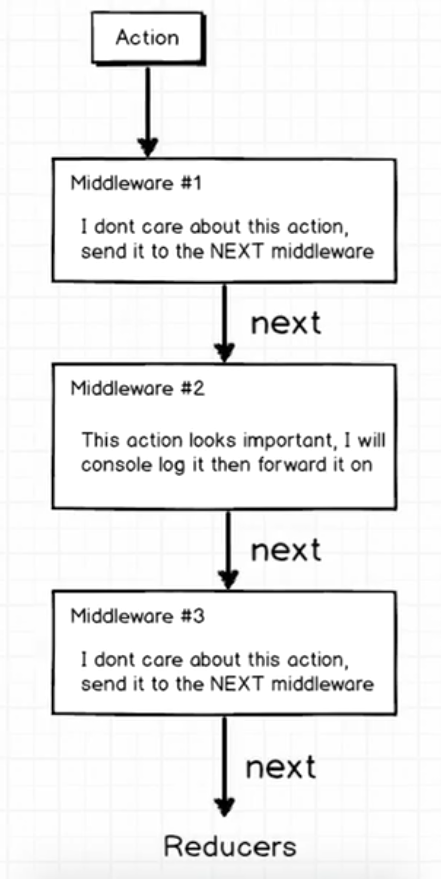 Action
Middleware #1
I dont care about this action,
send it to the NEXT middleware
next
Middleware #2
This action looks important, I will
console log it then forward it on
next
Middleware #3
I dont care about this action,
send it to the NEXT middleware
next
Reducers